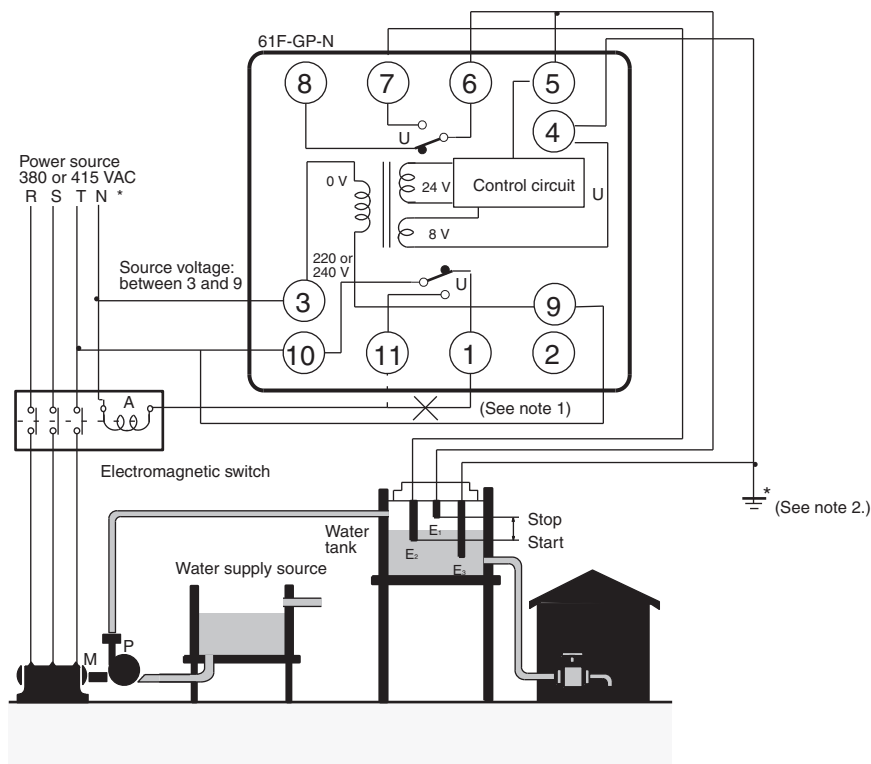 61F-GP-N
8 7 6 5
4
U
Power source
380 or 415 VAC
R S T N *
0 V
24 V
Control circuit
U
8 V
220 or
240 V
Source voltage:
between 3 and 9
U
3
9
10 11 1 2
A
(See note 1)
Electromagnetic switch
* (See note 2.)
Water
tank
E1
E2
E3
Stop
Start
Water supply source
M
P